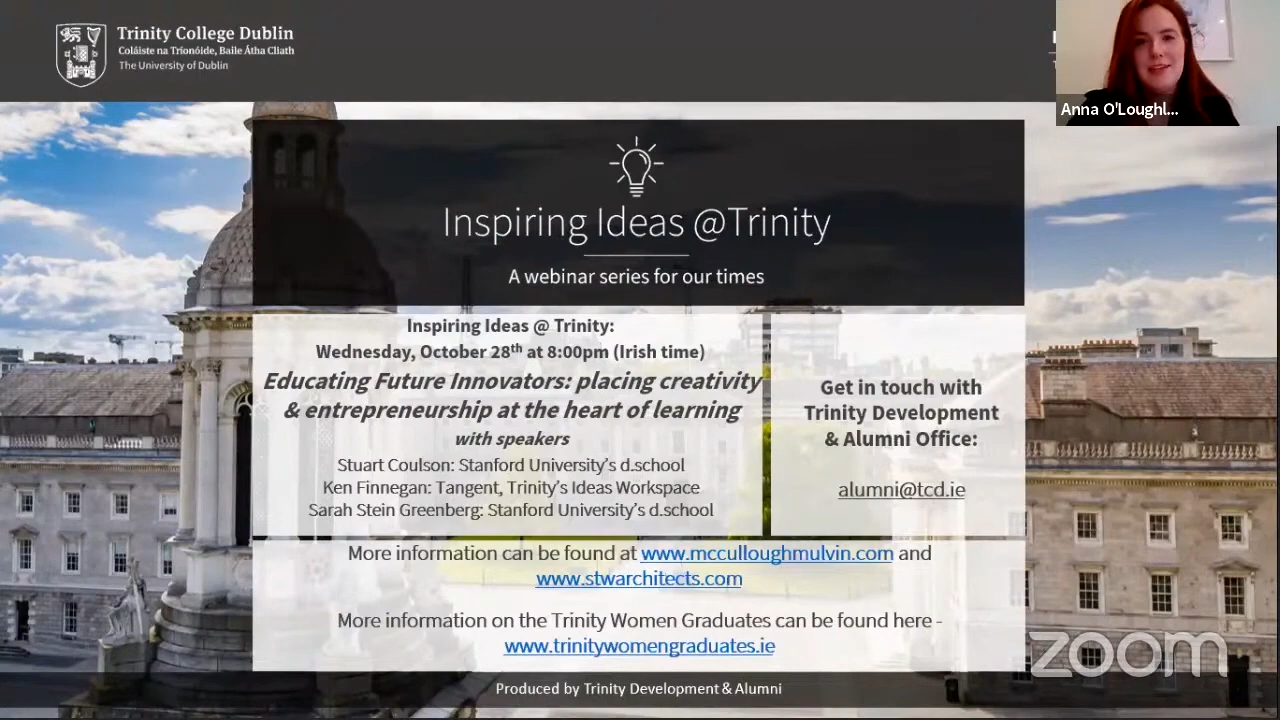 Trinity College Dublin
Coláiste na Tríonóide, Baile Átha Cliath
The University of Dublin
Anna O'Loughl...
Inspiring Ideas @Trinity
A webinar series for our times
Inspiring Ideas @ Trinity:
Wednesday, October 28th at 8:00pm (Irish time)
Educating Future Innovators: placing creativity
& entrepreneurship at the heart of learning
with speakers
Stuart Coulson: Stanford University's d.school
Ken Finnegan: Tangent, Trinity's Ideas Workspace
Sarah Stein Greenberg: Stanford University's d.school
Get in touch with
Trinity Development
& Alumni Office:
alumni@tcd.ie
More information can be found at www.mcculloughmulvin.com and
www.stwarchitects.com
More information on the Trinity Women Graduates can be found here -
www.trinitywomengraduates.ie
zoom
Produced by Trinity Development & Alumni